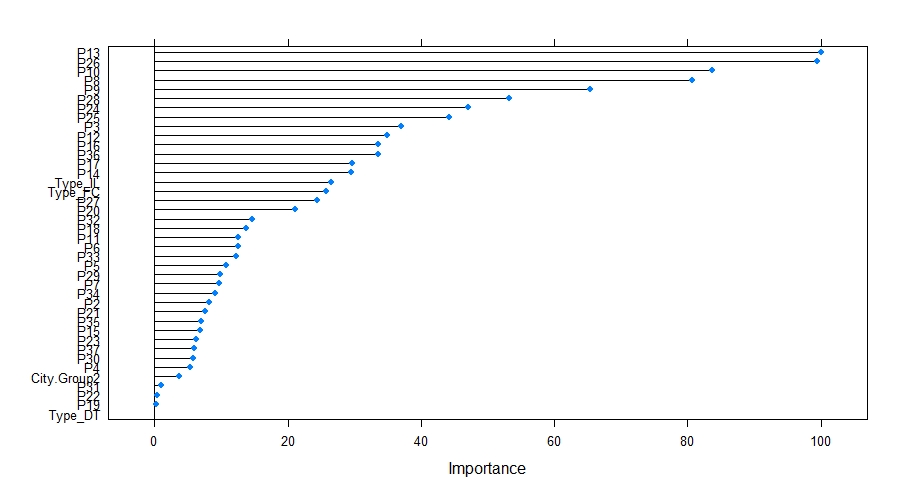 P13
P26
P10
P8
P9
P28
P24
P25
P3
P12
P16
P36
P17
P14
Type_IL
Type_FC
P27
P20
P32
P18
P11
P6
P33
P5
P29
P7
P34
P2
P21
P35
P15
P23
P37
P30
P4
City.Group2
P31
P22
P19
Type_DT
0 20 40 60 80 100
Importance